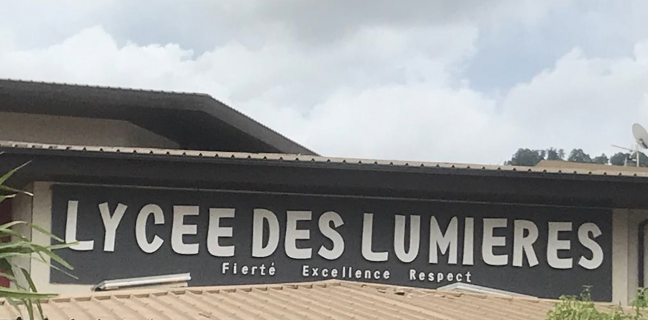 LYCEE DES LUMIERES
Fierté Excellence Respect